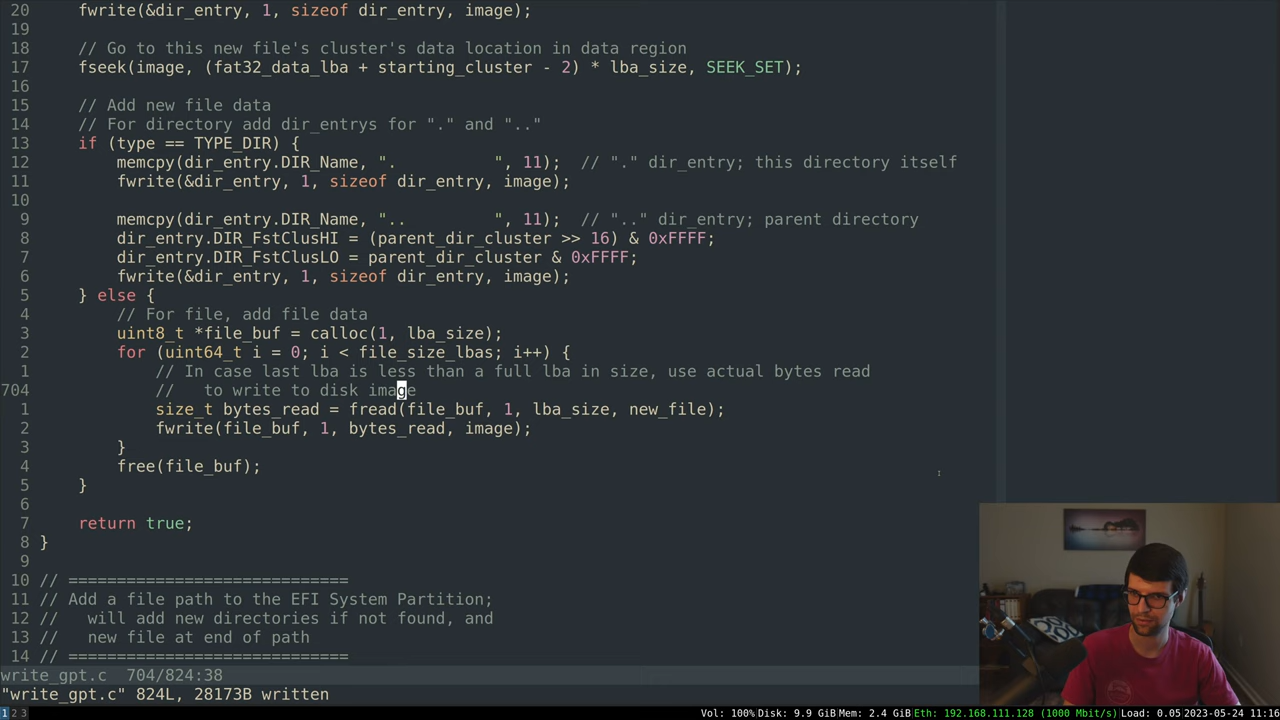 20     fwrite(&dir_entry, 1, sizeof dir_entry, image);
19
18     // Go to this new file's cluster's data location in data region
17     fseek(image, (fat32_data_lba + starting_cluster - 2) * lba_size, SEEK_SET);
16
15     // Add new file data
14     // For directory add dir_entrys for "." and ".."
13     if (type == TYPE_DIR) {
12         memcpy(dir_entry.DIR_Name, ".          ", 11);  // "." dir_entry; this directory itself
11         fwrite(&dir_entry, 1, sizeof dir_entry, image);
10
9         memcpy(dir_entry.DIR_Name, "..         ", 11);  // ".." dir_entry; parent directory
8         dir_entry.DIR_FstClusHI = (parent_dir_cluster >> 16) & 0xFFFF;
7         dir_entry.DIR_FstClusLO = parent_dir_cluster & 0xFFFF;
6         fwrite(&dir_entry, 1, sizeof dir_entry, image);
5     } else {
4         // For file, add file data
3         uint8_t *file_buf = calloc(1, lba_size);
2         for (uint64_t i = 0; i < file_size_lbas; i++) {
1             // In case last lba is less than a full lba in size, use actual bytes read
704             //   to write to disk image
1             size_t bytes_read = fread(file_buf, 1, lba_size, new_file);
2             fwrite(file_buf, 1, bytes_read, image);
3         }
4         free(file_buf);
5     }
6
7     return true;
8 }
9
10 // =============================
11 // Add a file path to the EFI System Partition;
12 //   will add new directories if not found, and
13 //   new file at end of path
14 // =============================
write_gpt.c  704/824:38
"write_gpt.c" 824L, 28173B written
1 2 3 Vol: 100% Disk: 9.9 GiB Mem: 2.4 GiB Eth: 192.168.111.128 (1000 Mbit/s) Load: 0.05 2023-05-24 11:16